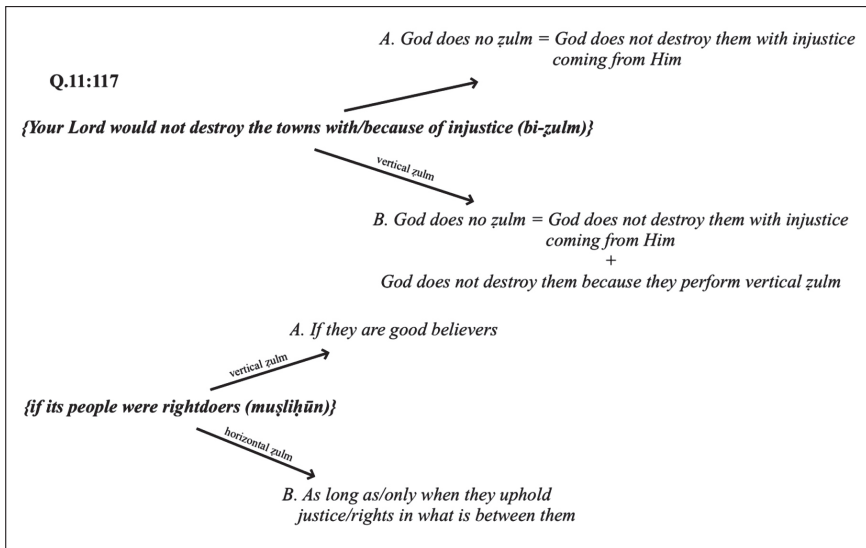 A. God does no ẓulm = God does not destroy them with injustice
coming from Him
Q.11:117
{Your Lord would not destroy the towns with/because of injustice (bi-ẓulm)}
vertical ẓulm
B. God does no ẓulm = God does not destroy them with injustice
coming from Him
+
God does not destroy them because they perform vertical ẓulm
A. If they are good believers
vertical ẓulm
{if its people were rightdoers (muṣliḥūn)}
horizontal ẓulm
B. As long as/only when they uphold
justice/rights in what is between them